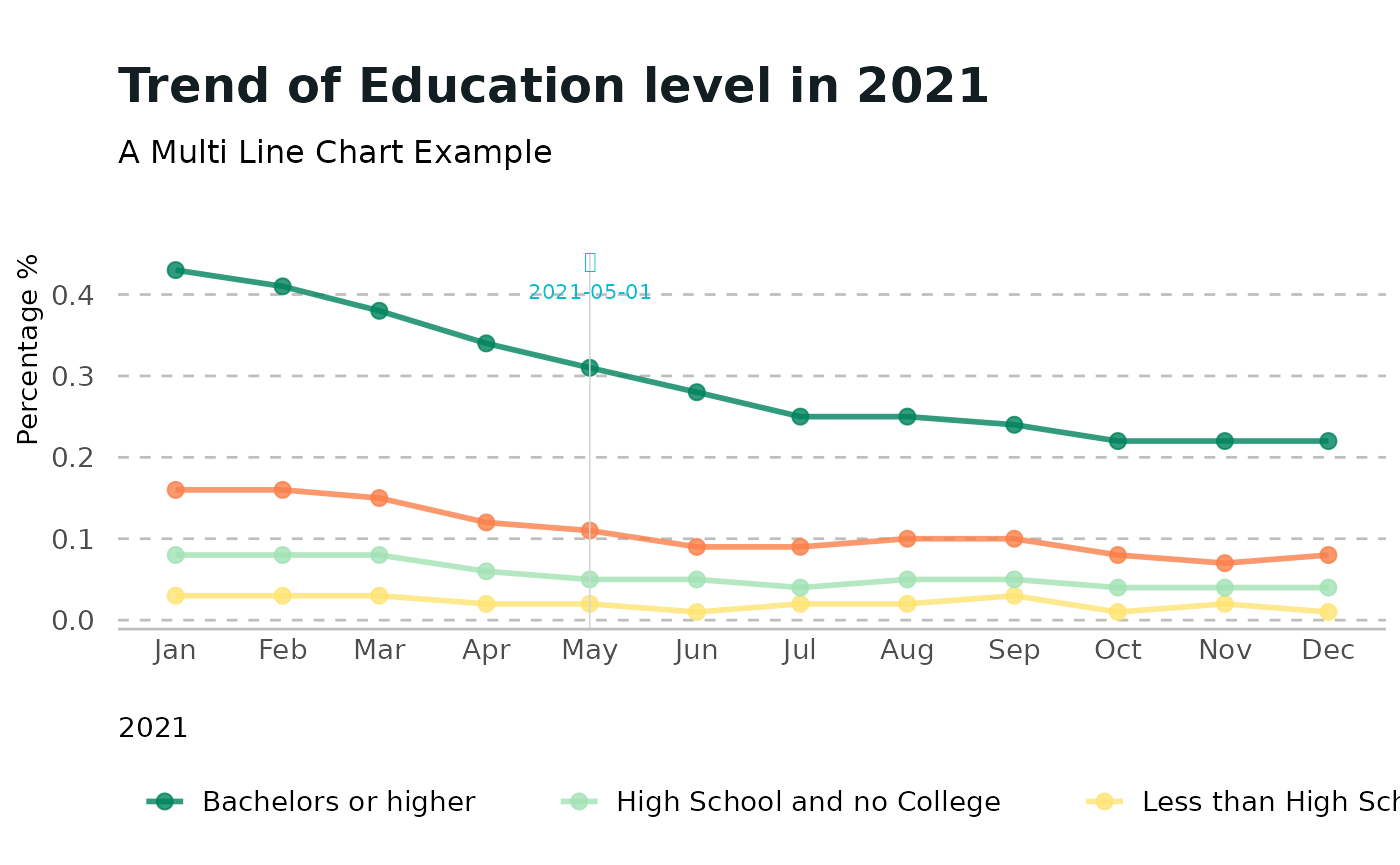 Trend of Education level in 2021
A Multi Line Chart Example
Percentage %
2021-05-01
0.4
0.3
0.2
0.1
0.0
Jan Feb Mar Apr May Jun Jul Aug Sep Oct Nov Dec
2021
Bachelors or higher High School and no College Less than High Sch